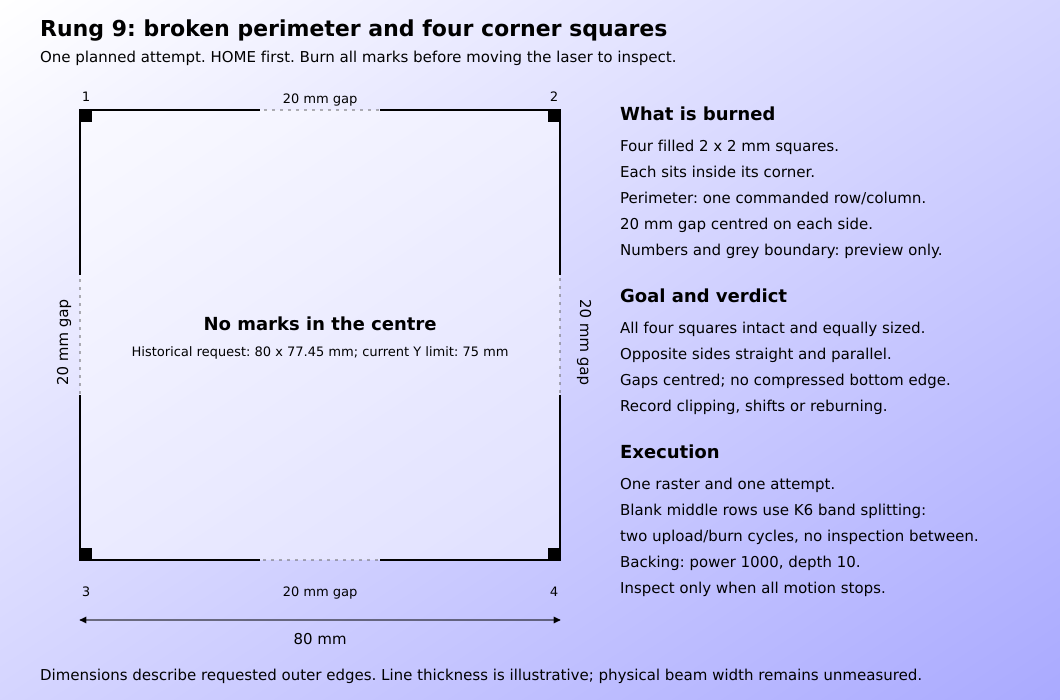 Rung 9: broken perimeter and four corner squares
One planned attempt. HOME first. Burn all marks before moving the laser to inspect.
1
20 mm gap
2
20 mm gap
No marks in the centre
Historical request: 80 x 77.45 mm; current Y limit: 75 mm
20 mm gap
3
20 mm gap
4
80 mm
What is burned
Four filled 2 x 2 mm squares.
Each sits inside its corner.
Perimeter: one commanded row/column.
20 mm gap centred on each side.
Numbers and grey boundary: preview only.
Goal and verdict
All four squares intact and equally sized.
Opposite sides straight and parallel.
Gaps centred; no compressed bottom edge.
Record clipping, shifts or reburning.
Execution
One raster and one attempt.
Blank middle rows use K6 band splitting:
two upload/burn cycles, no inspection between.
Backing: power 1000, depth 10.
Inspect only when all motion stops.
Dimensions describe requested outer edges. Line thickness is illustrative; physical beam width remains unmeasured.